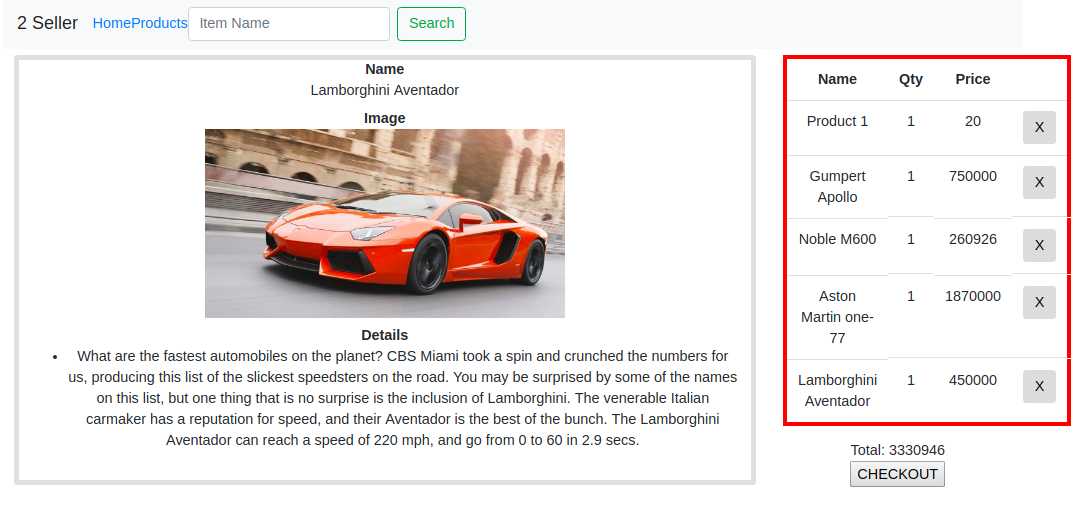 2 Seller HomeProducts Item Name Search
Name
Lamborghini Aventador
Image
Details
• What are the fastest automobiles on the planet? CBS Miami took a spin and crunched the numbers for
us, producing this list of the slickest speedsters on the road. You may be surprised by some of the names
on this list, but one thing that is no surprise is the inclusion of Lamborghini. The venerable Italian
carmaker has a reputation for speed, and their Aventador is the best of the bunch. The Lamborghini
Aventador can reach a speed of 220 mph, and go from 0 to 60 in 2.9 secs.
Name Qty Price
Product 1 1 20 X
Gumpert 1 750000 X
Apollo
Noble M600 1 260926 X
Aston 1 1870000 X
Martin one-
77
Lamborghini 1 450000 X
Aventador
Total: 3330946
CHECKOUT